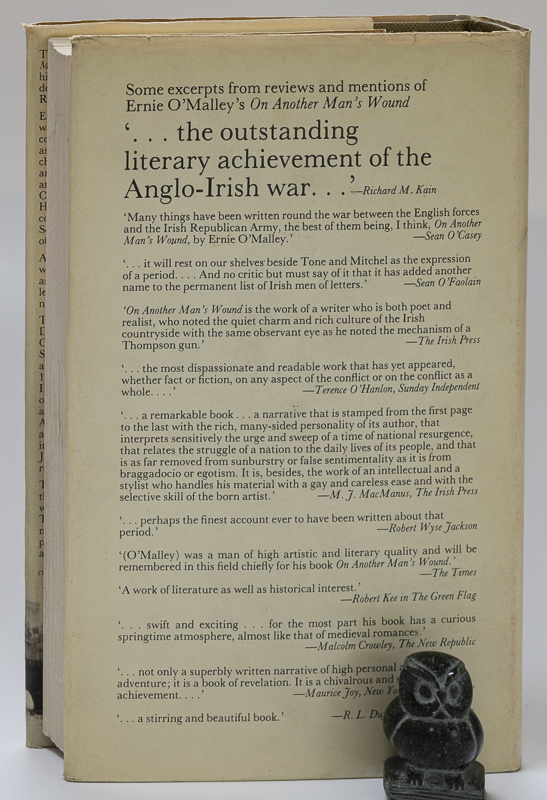 Some excerpts from reviews and mentions of
Ernie O'Malley's On Another Man's Wound
'. . . the outstanding
literary achievement of the
Anglo-Irish war. . .' —Richard M. Kain
'Many things have been written round the war between the English forces
and the Irish Republican Army, the best of them being, I think, On Another
Man's Wound, by Ernie O'Malley.' —Sean O'Casey
'. . . it will rest on our shelves beside Tone and Mitchel as the expression
of a period. . . . And no critic but must say of it that it has added another
name to the permanent list of Irish men of letters.' —Sean O'Faolain
'On Another Man's Wound is the work of a writer who is both poet and
realist, who noted the quiet charm and rich culture of the Irish
countryside with the same observant eye as he noted the mechanism of a
Thompson gun.' —The Irish Press
'. . . the most dispassionate and readable work that has yet appeared,
whether fact or fiction, on any aspect of the conflict or on the conflict as a
whole. . . .' —Terence O'Hanlon, Sunday Independent
'. . . a remarkable book . . . a narrative that is stamped from the first page
to the last with the rich, many-sided personality of its author, that
interprets sensitively the urge and sweep of a time of national resurgence,
that relates the struggle of a nation to the daily lives of its people, and that
is as far removed from sunburstry or false sentimentality as it is from
braggadocio or egotism. It is, besides, the work of an intellectual and a
stylist who handles his material with a gay and careless ease and with the
selective skill of the born artist.' —M. J. MacManus, The Irish Press
'. . . perhaps the finest account ever to have been written about that
period.' —Robert Wyse Jackson
'(O'Malley) was a man of high artistic and literary quality and will be
remembered in this field chiefly for his book On Another Man's Wound.'
—The Times
'A work of literature as well as historical interest.'
—Robert Kee in The Green Flag
'. . . swift and exciting . . . for the most part his book has a curious
springtime atmosphere, almost like that of medieval romances.'
—Malcolm Crowley, The New Republic
'. . . not only a superbly written narrative of high personal
adventure; it is a book of revelation. It is a chivalrous and
achievement. . . .' —Maurice Joy, New
'. . . a stirring and beautiful book.' —R. L.